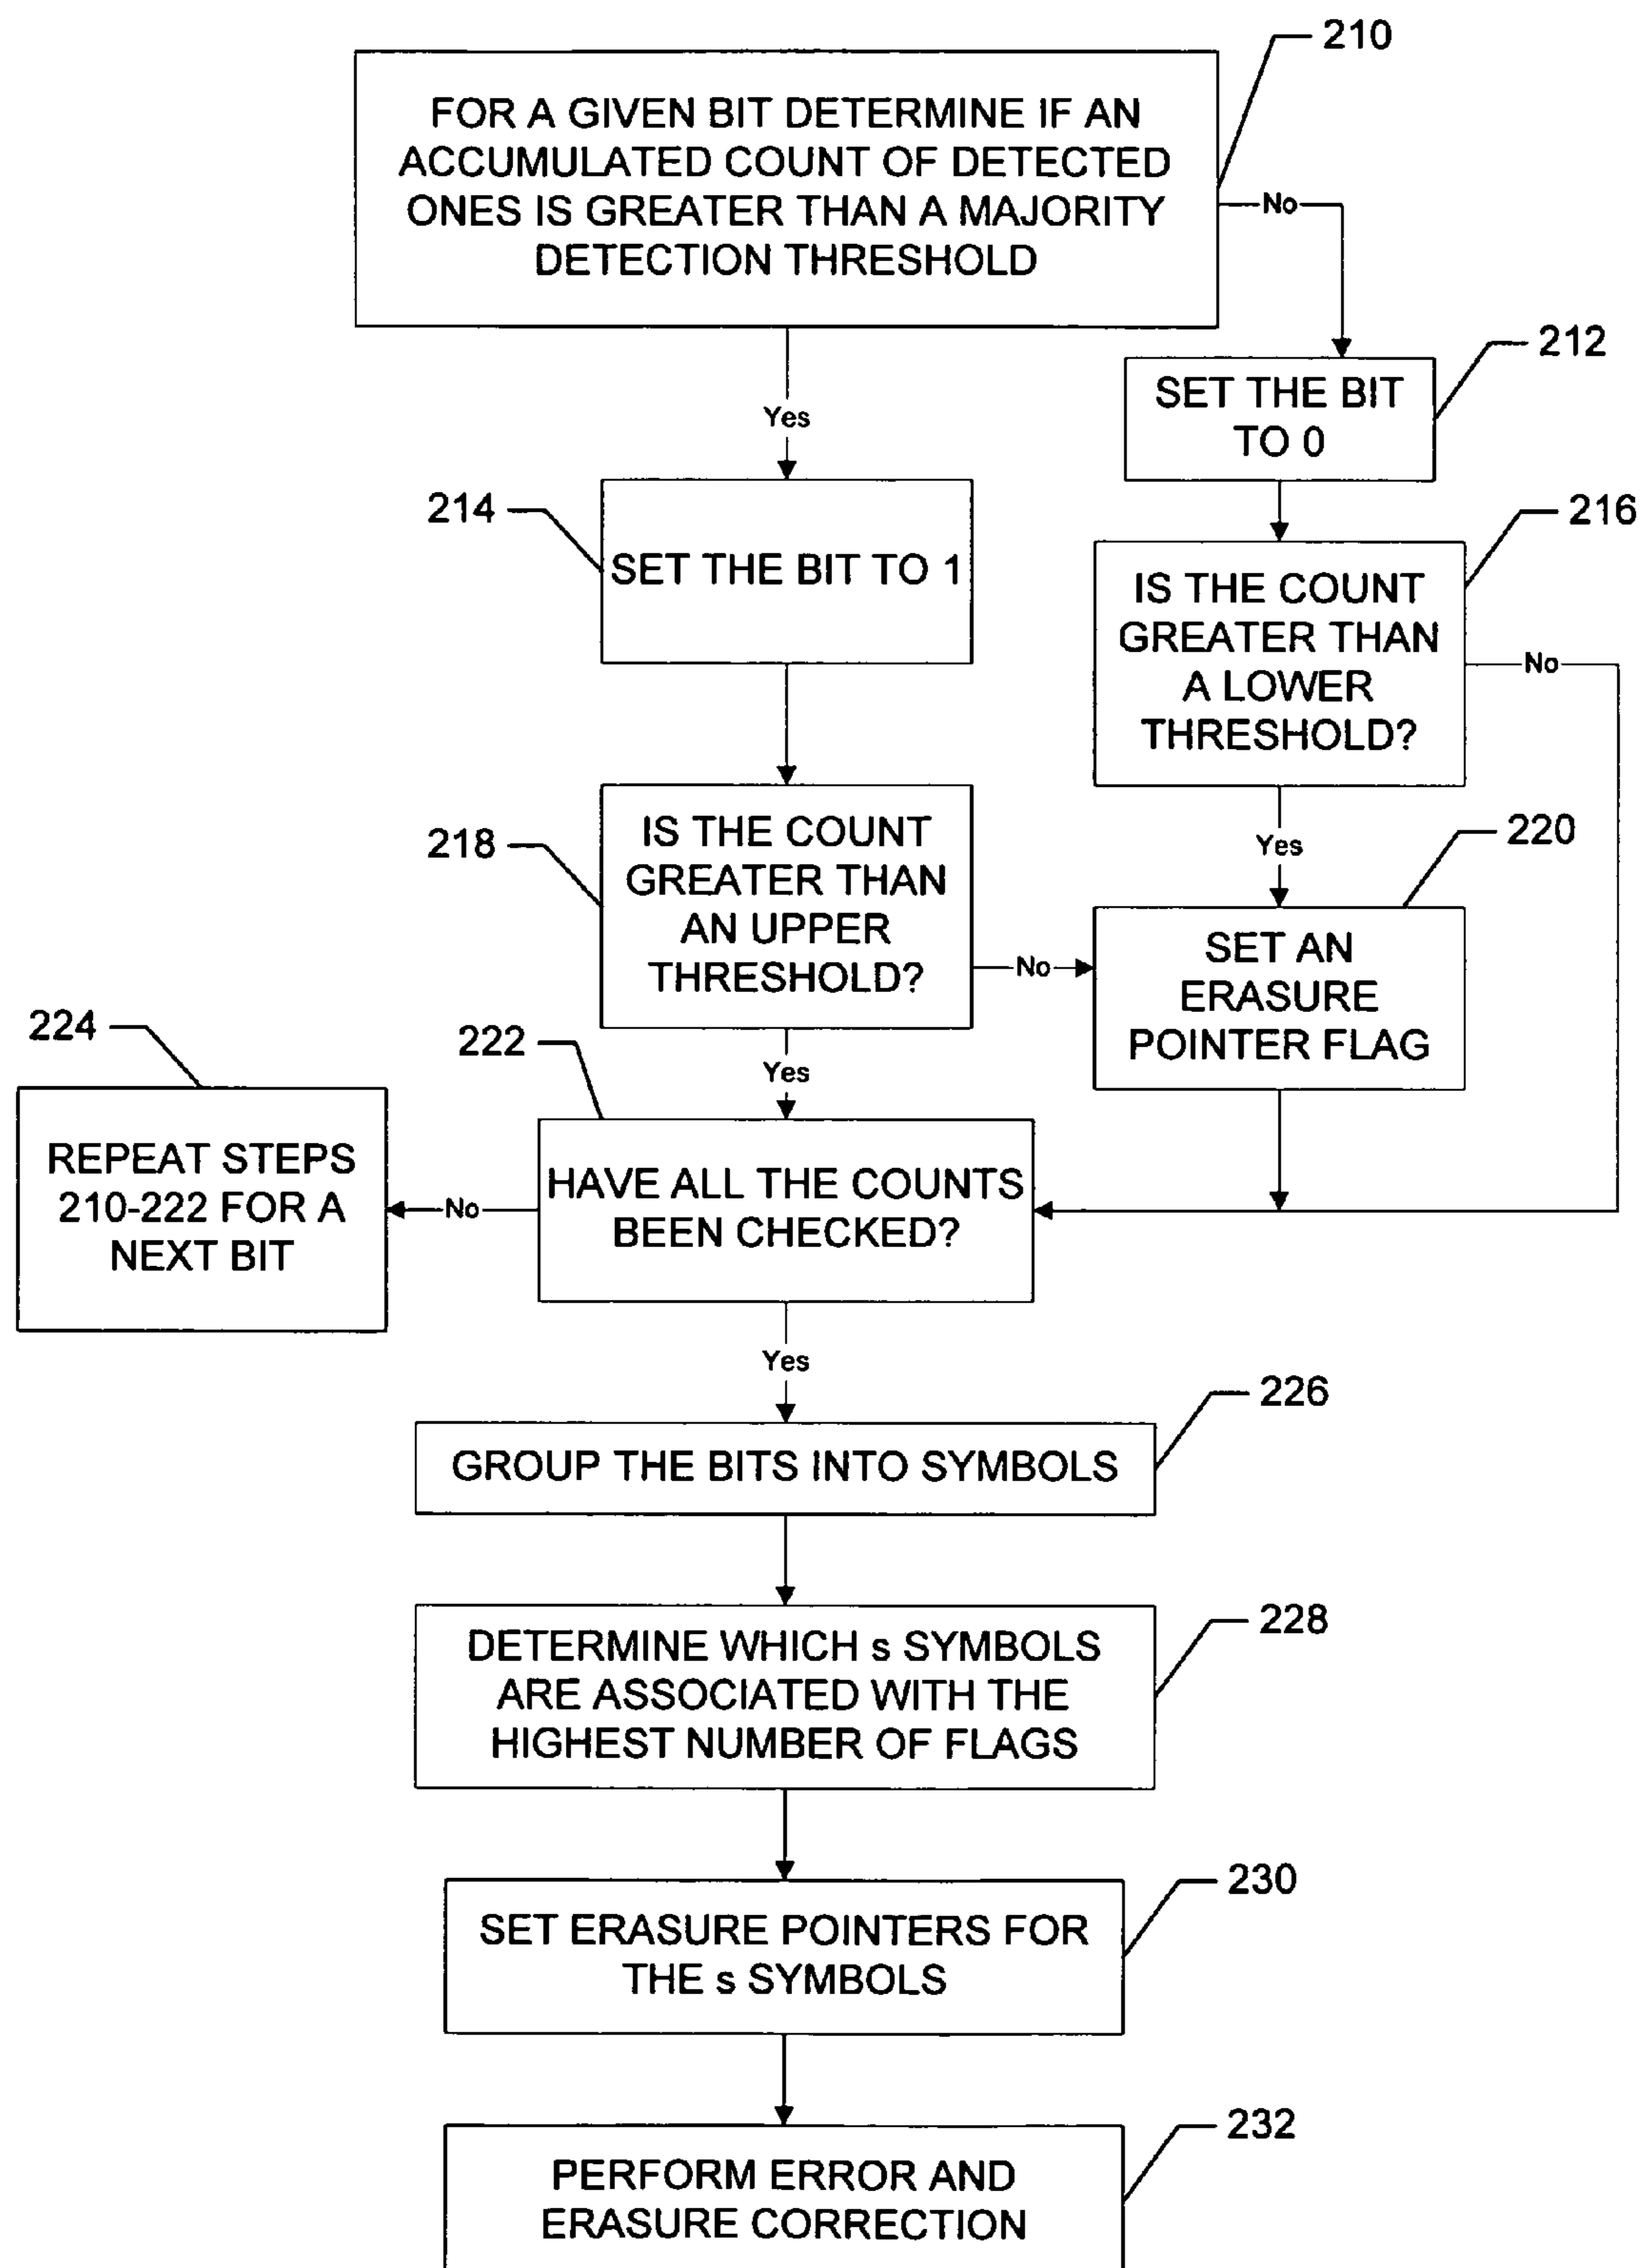 210
FOR A GIVEN BIT DETERMINE IF AN
ACCUMULATED COUNT OF DETECTED
ONES IS GREATER THAN A MAJORITY
DETECTION THRESHOLD
No
Yes
212
SET THE BIT
TO 0
214
SET THE BIT TO 1
216
IS THE COUNT
GREATER THAN
A LOWER
THRESHOLD?
No
Yes
218
IS THE COUNT
GREATER THAN
AN UPPER
THRESHOLD?
No
Yes
220
SET AN
ERASURE
POINTER FLAG
222
HAVE ALL THE COUNTS
BEEN CHECKED?
No
Yes
224
REPEAT STEPS
210-222 FOR A
NEXT BIT
226
GROUP THE BITS INTO SYMBOLS
228
DETERMINE WHICH s SYMBOLS
ARE ASSOCIATED WITH THE
HIGHEST NUMBER OF FLAGS
230
SET ERASURE POINTERS FOR
THE s SYMBOLS
232
PERFORM ERROR AND
ERASURE CORRECTION